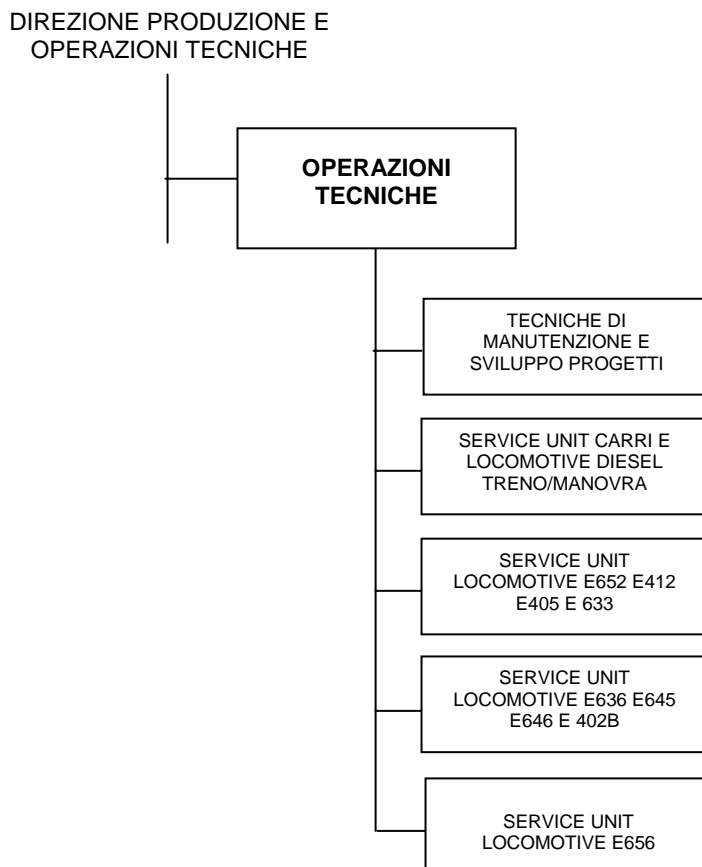 DIREZIONE PRODUZIONE E
OPERAZIONI TECNICHE
OPERAZIONI
TECNICHE
TECNICHE DI
MANUTENZIONE E
SVILUPPO PROGETTI
SERVICE UNIT CARRI E
LOCOMOTIVE DIESEL
TRENO/MANOVRA
SERVICE UNIT
LOCOMOTIVE E652 E412
E405 E 633
SERVICE UNIT
LOCOMOTIVE E636 E645
E646 E 402B
SERVICE UNIT
LOCOMOTIVE E656